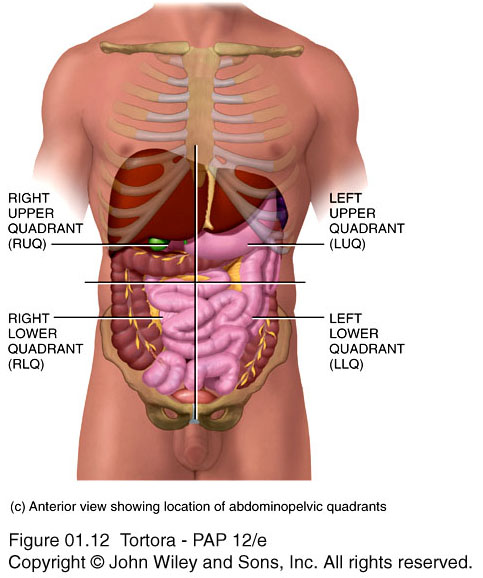 RIGHT
UPPER
QUADRANT
(RUQ)
LEFT
UPPER
QUADRANT
(LUQ)
RIGHT
LOWER
QUADRANT
(RLQ)
LEFT
LOWER
QUADRANT
(LLQ)
(c) Anterior view showing location of abdominopelvic quadrants
Figure 01.12 Tortora - PAP 12/e
Copyright © John Wiley and Sons, Inc. All rights reserved.